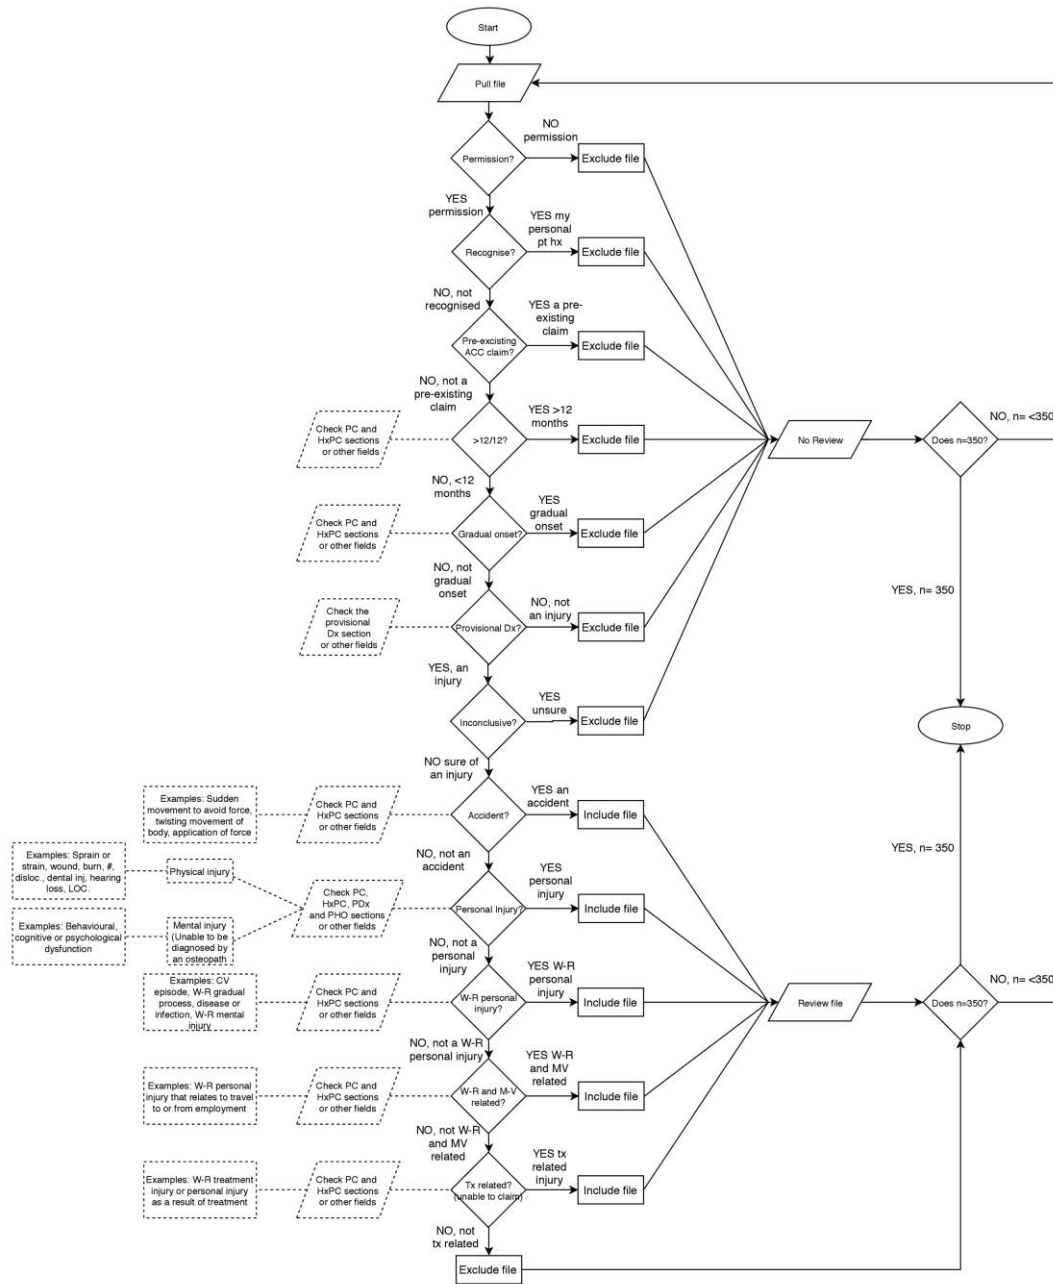 Start
Pull file
NO
permission
Permission?
Exclude file
YES
permission
YES my
personal
pt hx
Recognise?
Exclude file
NO, not
recognised
YES a pre-
existing
claim
Pre-excisting
ACC claim?
Exclude file
NO, not a
pre-existing
claim
Check PC and
HxPC sections
or other fields
>12/12?
YES >12
months
Exclude file
No Review
Does n=350?
NO, n= <350
NO, <12
months
Check PC and
HxPC sections
or other fields
Gradual onset?
YES
gradual
onset
Exclude file
NO, not
gradual
onset
YES, n= 350
Check the
provisional
Dx section
or other fields
Provisional Dx?
NO, not
an injury
Exclude file
YES, an
injury
Inconclusive?
YES
unsure
Exclude file
Stop
NO sure of
an injury
Examples: Sudden
movement to avoid force,
twisting movement of
body, application of force
Check PC and
HxPC sections
or other fields
Accident?
YES an
accident
Include file
NO, not an
accident
YES, n= 350
Examples: Sprain or
strain, wound, burn, #,
disloc., dental inj, hearing
loss, LOC.
Physical injury
Check PC,
HxPC, PDx
and PHO sections
or other fields
Personal Injury?
YES
personal
injury
Include file
Examples: Behavioural,
cognitive or psychological
dysfunction
Mental injury
(Unable to be
diagnosed by
an osteopath
NO, not a
personal
injury
Examples: CV
episode, W-R gradual
process, disease or
infection, W-R mental
injury
Check PC and
HxPC sections
or other fields
W-R personal
injury?
YES W-R
personal
injury
Include file
Review file
Does n=350?
NO, n= <350
NO, not a W-R
personal injury
Examples: W-R personal
injury that relates to travel
to or from employment
Check PC and
HxPC sections
or other fields
W-R and M-V
related?
YES W-R
and MV
related
Include file
NO, not W-R
and MV
related
Examples: W-R treatment
injury or personal injury
as a result of treatment
Check PC and
HxPC sections
or other fields
Tx related?
(unable to claim)
YES tx
related
injury
Include file
NO, not
tx related
Exclude file